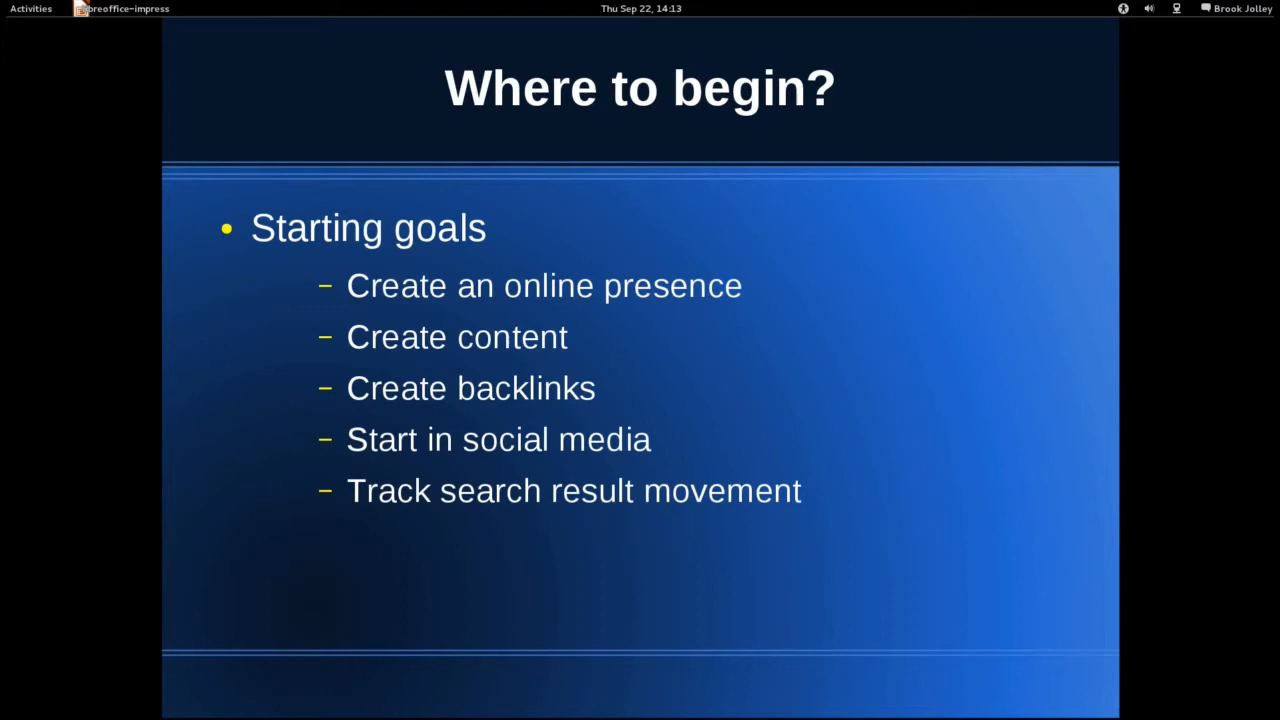 Activities
libreoffice-impress
Thu Sep 22, 14:13
Brook Jolley
Where to begin?
• Starting goals
– Create an online presence
– Create content
– Create backlinks
– Start in social media
– Track search result movement